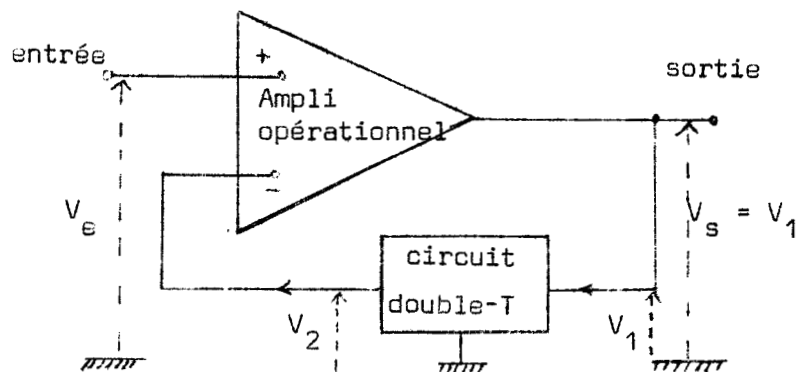 entrée
+
sortie
Ampli
opérationnel
-
V_e
V_s = V_1
circuit
double-T
V_2
V_1